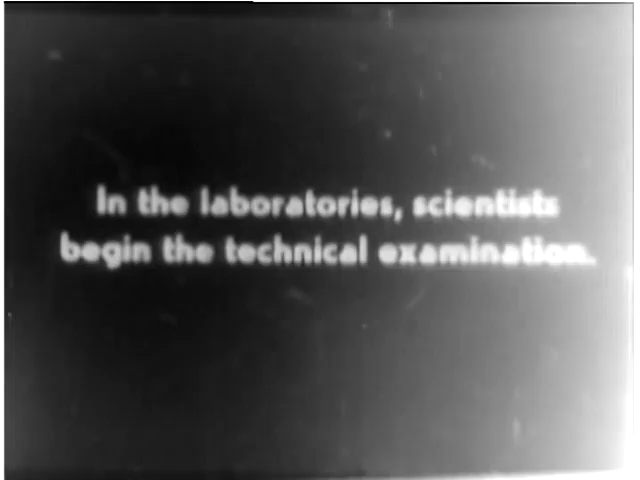 In the laboratories, scientists
begin the technical examination.